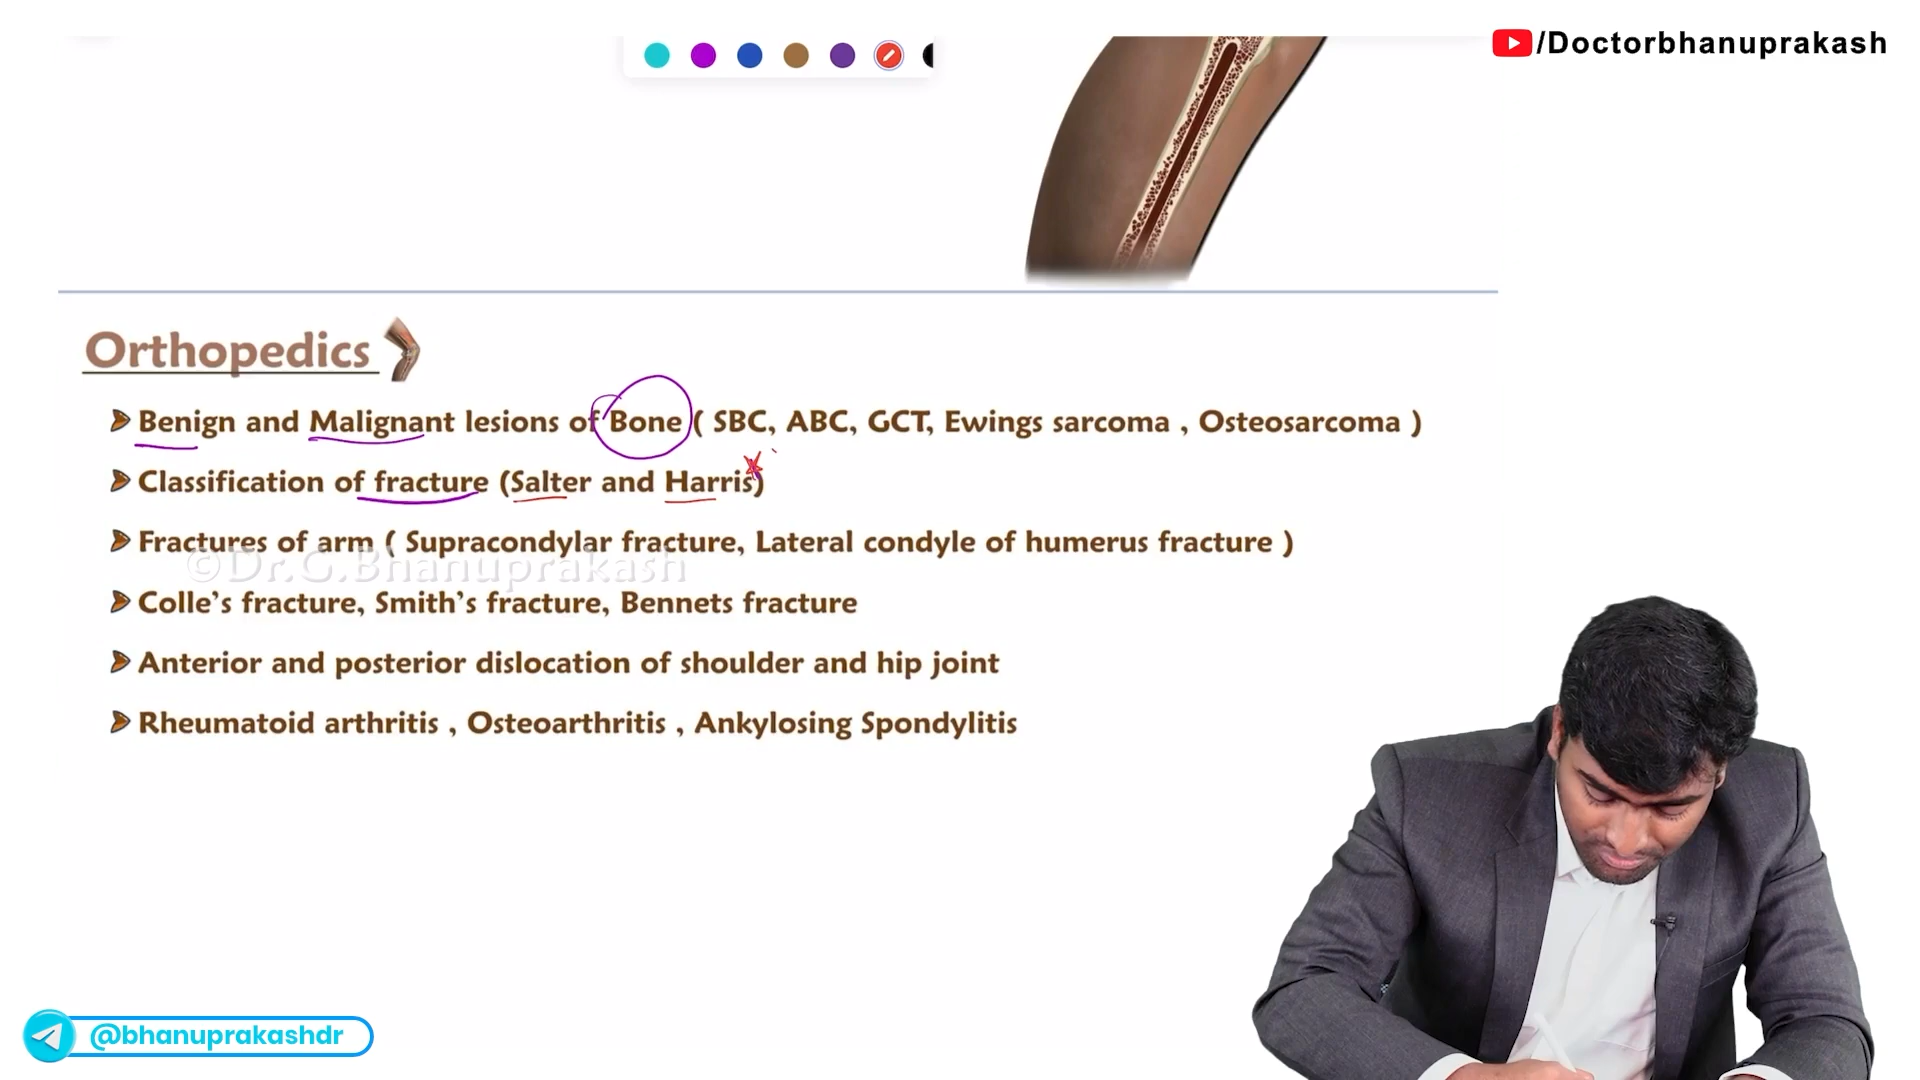 /Doctorbhanuprakash
Orthopedics
Benign and Malignant lesions of Bone ( SBC, ABC, GCT, Ewings sarcoma , Osteosarcoma )
Classification of fracture (Salter and Harris)
Fractures of arm ( Supracondylar fracture, Lateral condyle of humerus fracture )
©Dr.G.Bhanuprakash
Colle’s fracture, Smith’s fracture, Bennets fracture
Anterior and posterior dislocation of shoulder and hip joint
Rheumatoid arthritis , Osteoarthritis , Ankylosing Spondylitis
@bhanuprakashdr